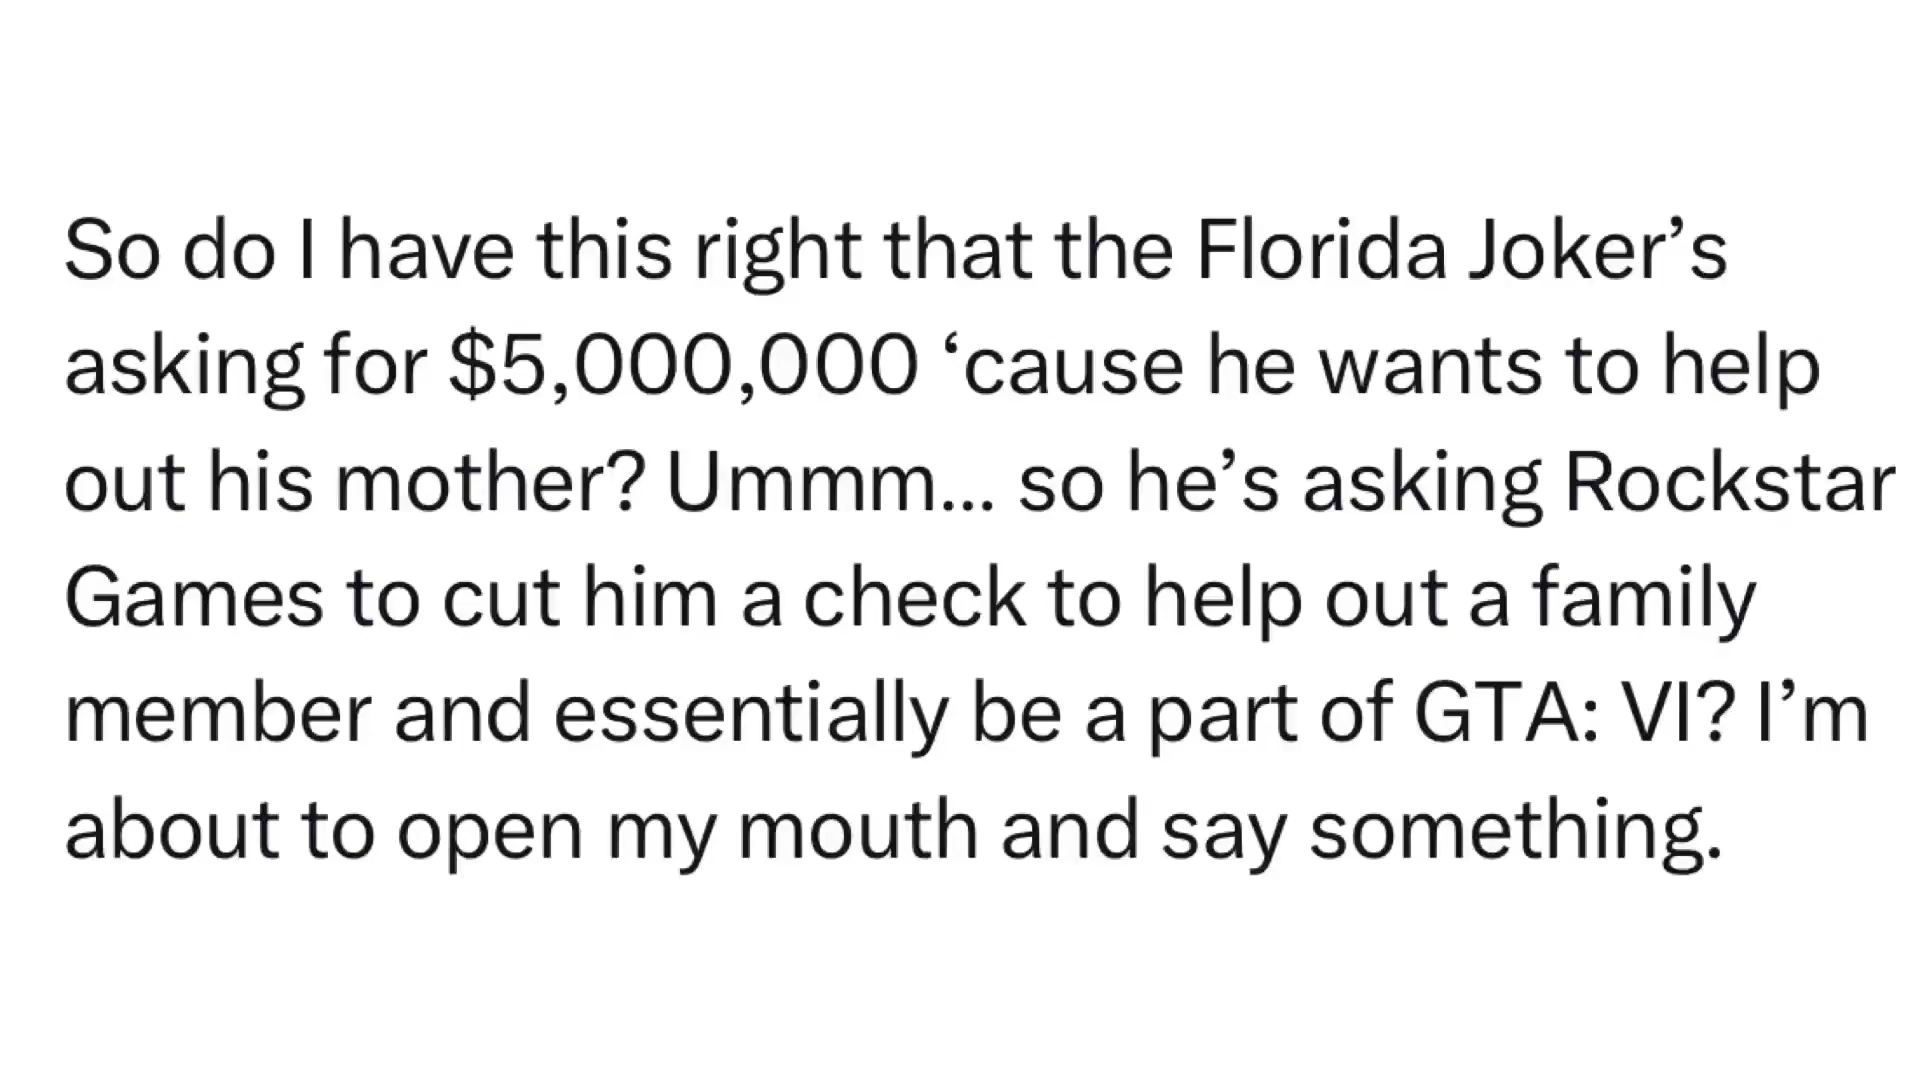 So do I have this right that the Florida Joker’s
asking for $5,000,000 ‘cause he wants to help
out his mother? Ummm... so he’s asking Rockstar
Games to cut him a check to help out a family
member and essentially be a part of GTA: VI? I’m
about to open my mouth and say something.